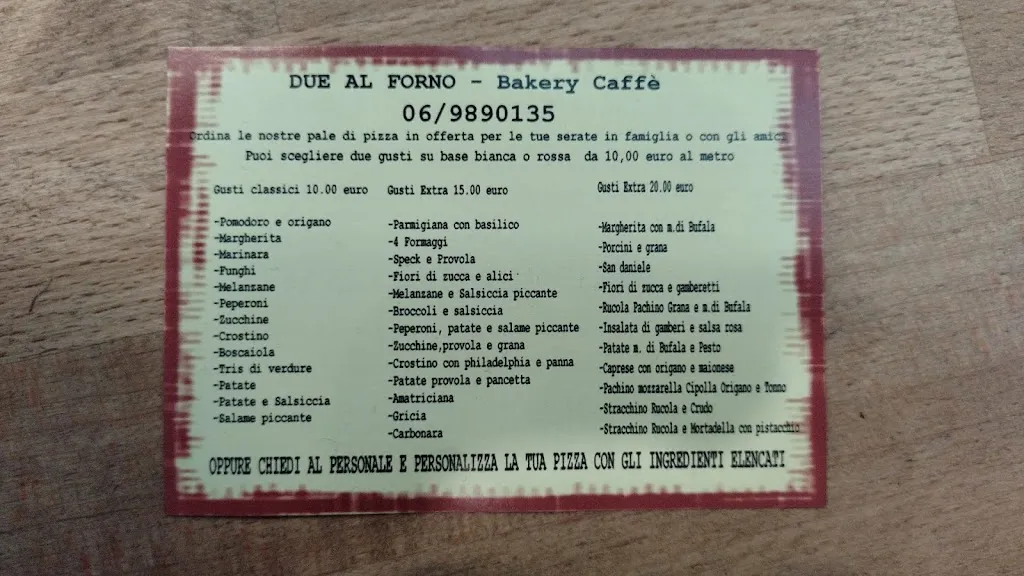 DUE AL FORNO - Bakery Caffè
06/9890135
Ordina le nostre pale di pizza in offerta per le tue serate in famiglia o con gli amici
Puoi scegliere due gusti su base bianca o rossa da 10,00 euro al metro
Gusti classici 10.00 euro
-Pomodoro e origano
-Margherita
-Marinara
-Funghi
-Melanzane
-Peperoni
-Zucchine
-Crostino
-Boscaiola
-Tris di verdure
-Patate
-Patate e Salsiccia
-Salame piccante
Gusti Extra 15.00 euro
-Parmigiana con basilico
-4 Formaggi
-Speck e Provola
-Fiori di zucca e alici
-Melanzane e Salsiccia piccante
-Broccoli e salsiccia
-Peperoni, patate e salame piccante
-Zucchine,provola e grana
-Crostino con philadelphia e panna
-Patate provola e pancetta
-Amatriciana
-Gricia
-Carbonara
Gusti Extra 20.00 euro
-Margherita con m.di Bufala
-Porcini e grana
-San daniele
-Fiori di zucca e gamberetti
-Rucola Pachino Grana e m.di Bufala
-Insalata di gamberi e salsa rosa
-Patate m. di Bufala e Pesto
-Caprese con origano e maionese
-Pachino mozzarella Cipolla Origano e Tonno
-Stracchino Rucola e Crudo
-Stracchino Rucola e Mortadella con pistacchio
OPPURE CHIEDI AL PERSONALE E PERSONALIZZA LA TUA PIZZA CON GLI INGREDIENTI ELENCATI